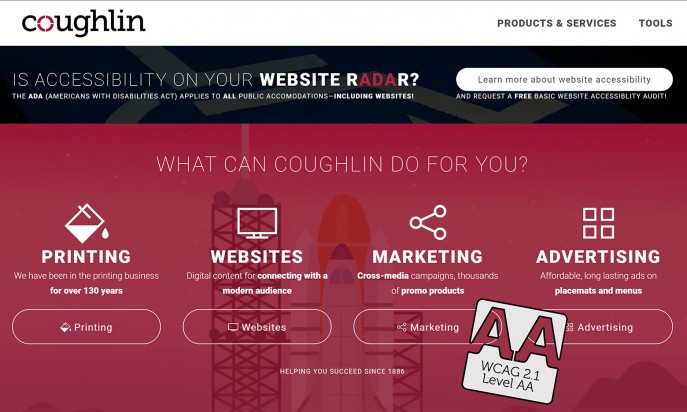 coughlin
PRODUCTS & SERVICES TOOLS
IS ACCESSIBILITY ON YOUR WEBSITE RADAR?
Learn more about website accessibility
THE ADA (AMERICANS WITH DISABILITIES ACT) APPLIES TO ALL PUBLIC ACCOMODATIONS—INCLUDING WEBSITES!
AND REQUEST A FREE BASIC WEBSITE ACCESSIBLITY AUDIT!
WHAT CAN COUGHLIN DO FOR YOU?
PRINTING
We have been in the printing business
for over 130 years
Printing
WEBSITES
Digital content for connecting with a
modern audience
Websites
MARKETING
Cross-media campaigns, thousands
of promo products
Marketing
ADVERTISING
Affordable, long lasting ads on
placemats and menus
Advertising
AA
WCAG 2.1
Level AA
HELPING YOU SUCCEED SINCE 1886